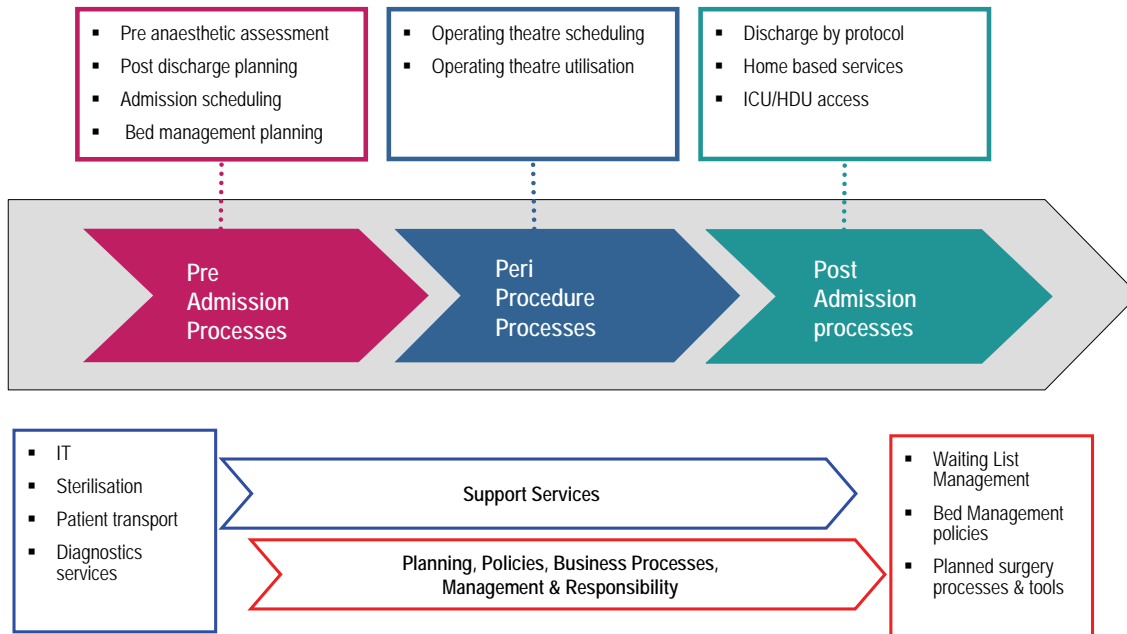 ▪ Pre anaesthetic assessment
▪ Post discharge planning
▪ Admission scheduling
▪ Bed management planning
▪ Operating theatre scheduling
▪ Operating theatre utilisation
▪ Discharge by protocol
▪ Home based services
▪ ICU/HDU access
Pre
Admission
Processes
Peri
Procedure
Processes
Post
Admission
processes
▪ IT
▪ Sterilisation
▪ Patient transport
▪ Diagnostics
services
Support Services
Planning, Policies, Business Processes,
Management & Responsibility
▪ Waiting List
Management
▪ Bed Management
policies
▪ Planned surgery
processes & tools